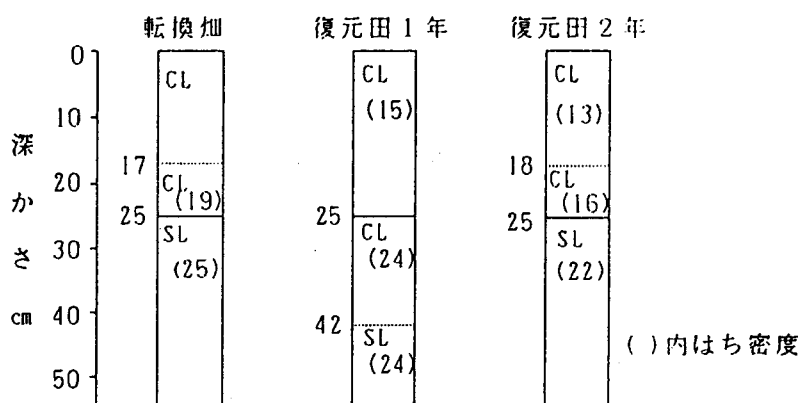 転換畑 復元田1年 復元田2年
0
10
20
30
40
50
深かさ cm
CL
17
CL
(19)
25
SL
(25)
CL
(15)
25
CL
(24)
42
SL
(24)
CL
(13)
18
CL
(16)
25
SL
(22)
( )内はち密度